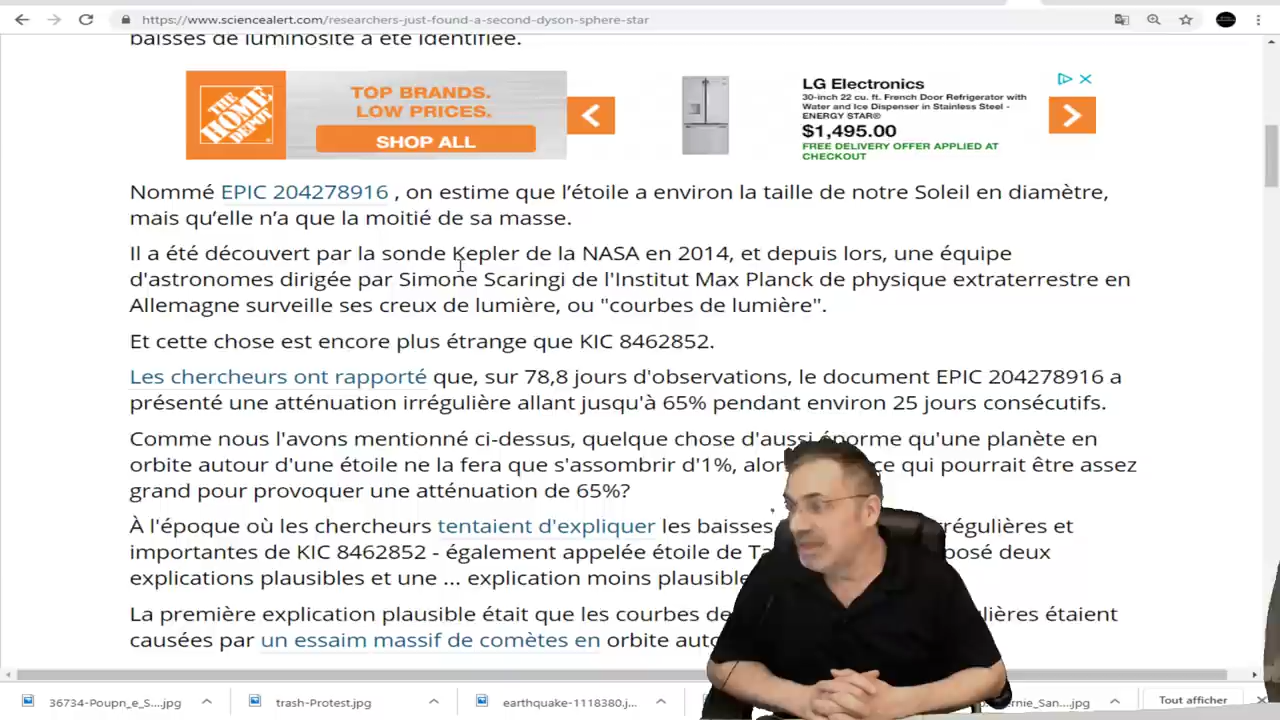 https://www.sciencealert.com/researchers-just-found-a-second-dyson-sphere-star
baisses de luminosité a été identifiée.
THE HOME DEPOT
TOP BRANDS.
LOW PRICES.
SHOP ALL
LG Electronics
30-inch 22 cu. ft. French Door Refrigerator with
Water and Ice Dispenser in Stainless Steel -
ENERGY STAR®
$1,495.00
FREE DELIVERY OFFER APPLIED AT
CHECKOUT
Nommé EPIC 204278916 , on estime que l'étoile a environ la taille de notre Soleil en diamètre,
mais qu'elle n'a que la moitié de sa masse.
Il a été découvert par la sonde Kepler de la NASA en 2014, et depuis lors, une équipe
d'astronomes dirigée par Simone Scaringi de l'Institut Max Planck de physique extraterrestre en
Allemagne surveille ses creux de lumière, ou "courbes de lumière".
Et cette chose est encore plus étrange que KIC 8462852.
Les chercheurs ont rapporté que, sur 78,8 jours d'observations, le document EPIC 204278916 a
présenté une atténuation irrégulière allant jusqu'à 65% pendant environ 25 jours consécutifs.
Comme nous l'avons mentionné ci-dessus, quelque chose d'aussi énorme qu'une planète en
orbite autour d'une étoile ne la fera que s'assombrir d'1%, ce qui pourrait être assez
grand pour provoquer une atténuation de 65%?
À l'époque où les chercheurs tentaient d'expliquer les baisses et
importantes de KIC 8462852 - également appelée étoile de deux
explications plausibles et une ... explication moins plausible
La première explication plausible était que les courbes de étaient
causées par un essaim massif de comètes en orbite
36734-Poupn_e_S....jpg
trash-Protest.jpg
earthquake-1118380.j...
Tout afficher